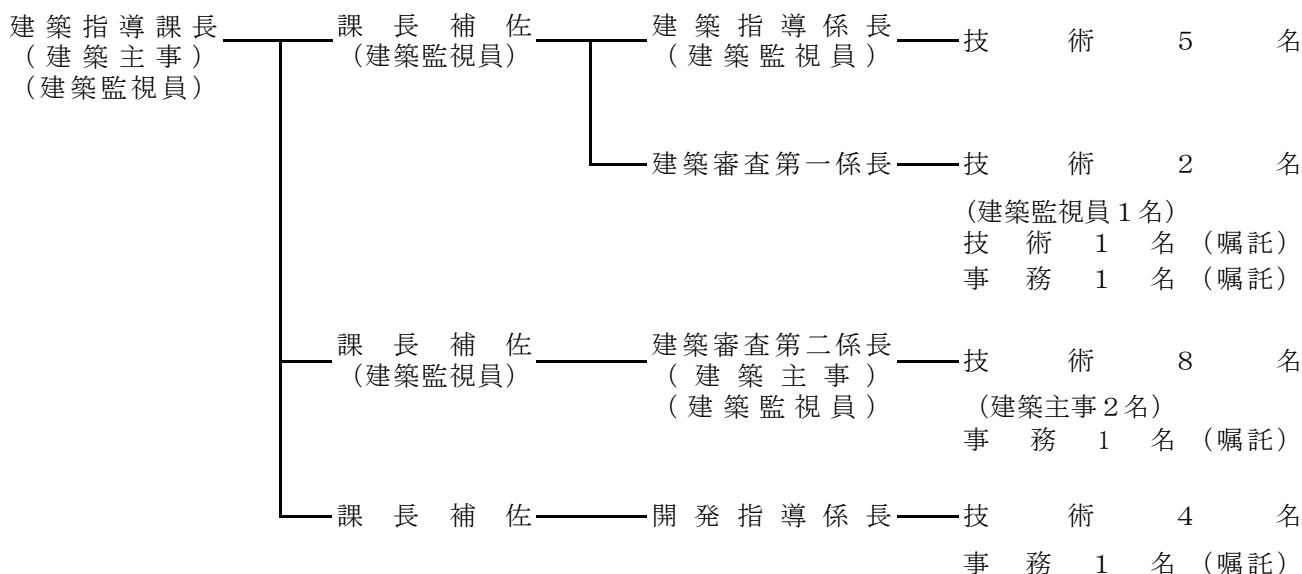 建築指導課長 課長補佐 建築指導係長 技術5名
（建築主事） （建築監視員） （建築監視員）
（建築監視員）
建築審査第一係長 技術2名
（建築監視員１名）
技術1名（嘱託）
事務1名（嘱託）
課長補佐 建築審査第二係長 技術8名
（建築監視員） （建築主事）
（建築監視員） （建築主事２名）
事務1名（嘱託）
課長補佐 開発指導係長 技術4名
事務1名（嘱託）